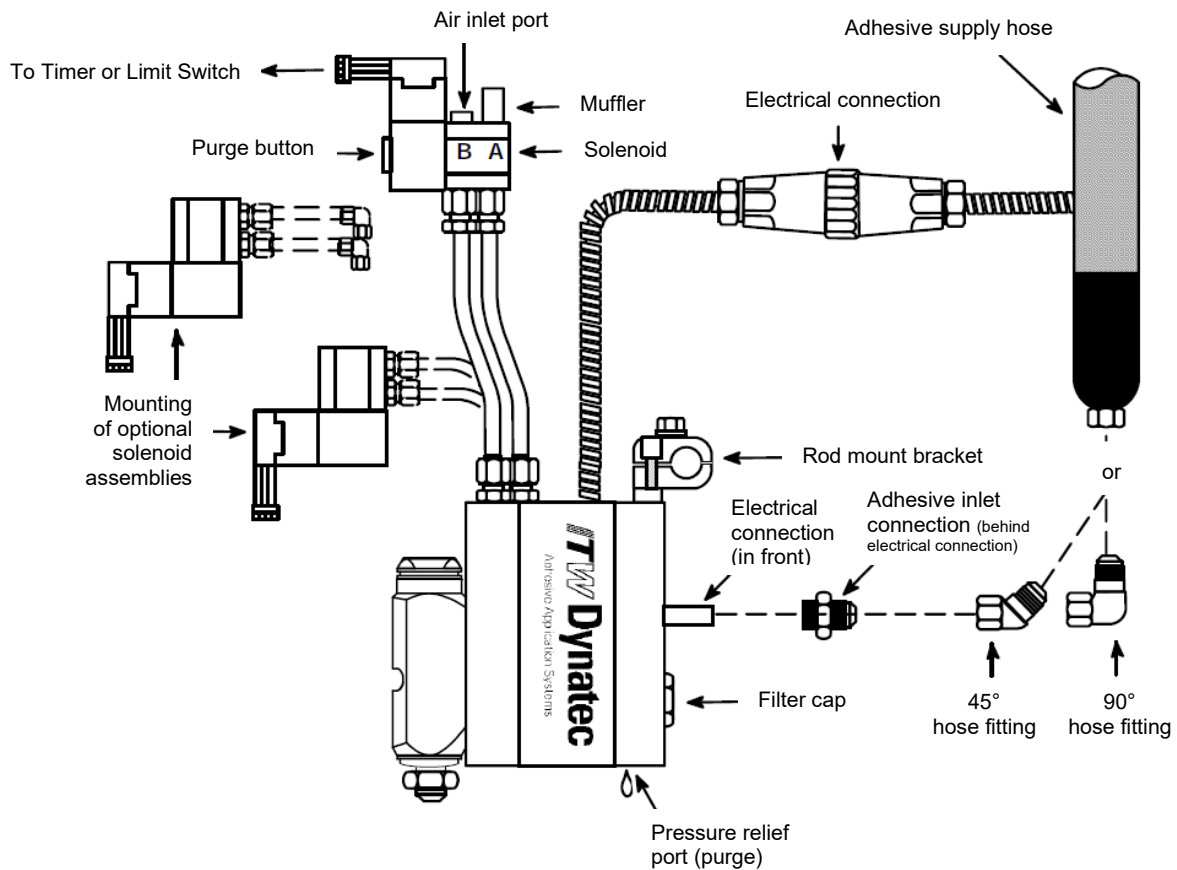 Air inlet port
Adhesive supply hose
To Timer or Limit Switch
Muffler
Electrical connection
Purge button
B A
Solenoid
Mounting
of optional
solenoid
assemblies
Rod mount bracket
or
Electrical
connection
(in front)
Adhesive inlet
connection (behind
electrical connection)
ITW Dynatec
Adhesive Application Systems
Filter cap
45°
hose fitting
90°
hose fitting
Pressure relief
port (purge)